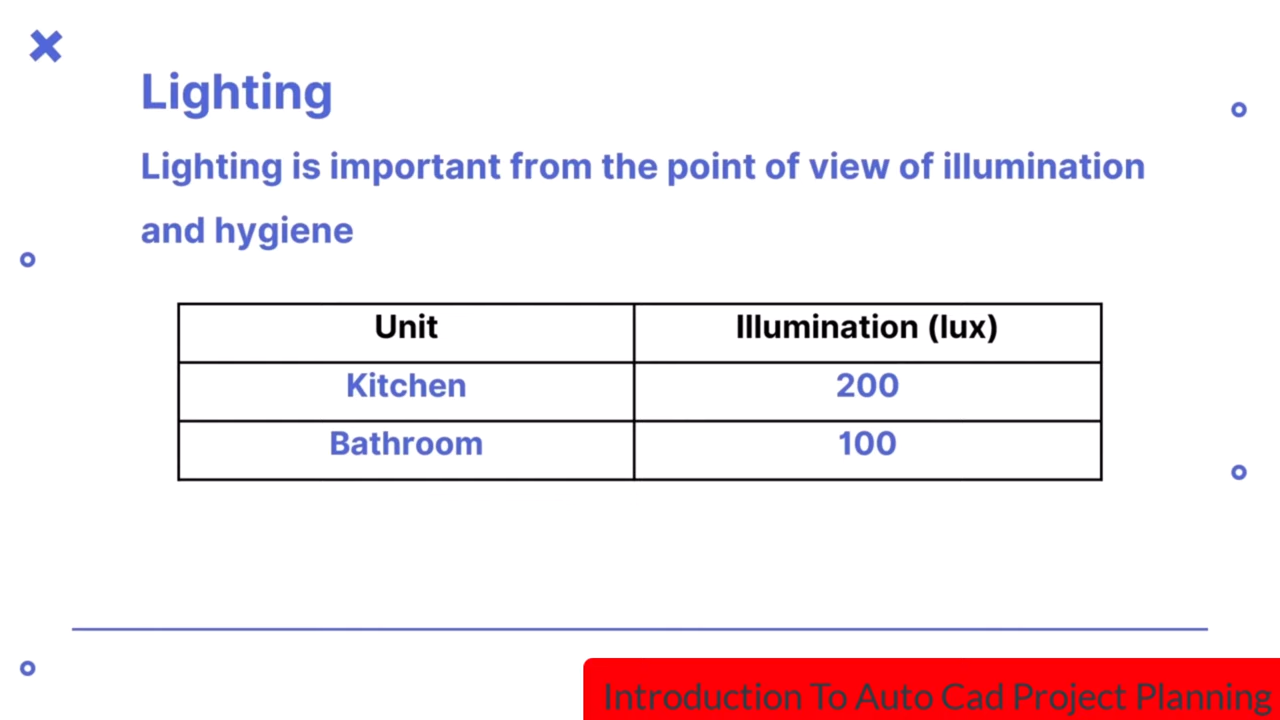 Lighting
Lighting is important from the point of view of illumination
and hygiene
Unit Illumination (lux)
Kitchen 200
Bathroom 100
Introduction To Auto Cad Project Planning